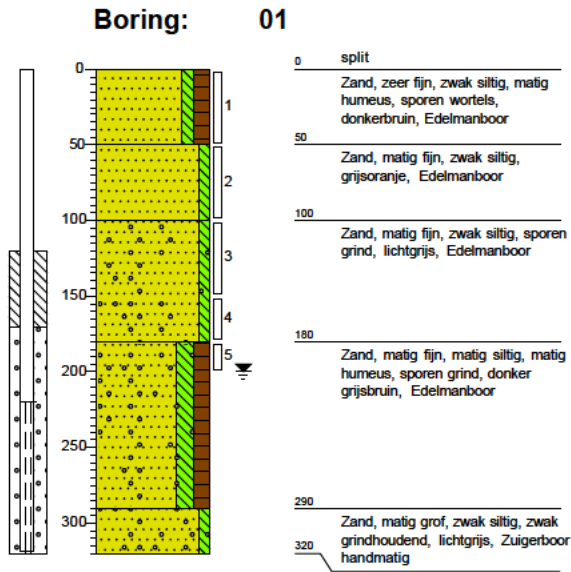 Boring: 01
0
50
100
150
200
250
300
1
2
3
4
5
0 split
Zand, zeer fijn, zwak siltig, matig
humeus, sporen wortels,
donkerbruin, Edelmanboor
50
Zand, matig fijn, zwak siltig,
grijsoranje, Edelmanboor
100
Zand, matig fijn, zwak siltig, sporen
grind, lichtgrijs, Edelmanboor
180
Zand, matig fijn, matig siltig, matig
humeus, sporen grind, donker
grijsbruin, Edelmanboor
290
Zand, matig grof, zwak siltig, zwak
grindhoudend, lichtgrijs, Zuigerboor
320 handmatig